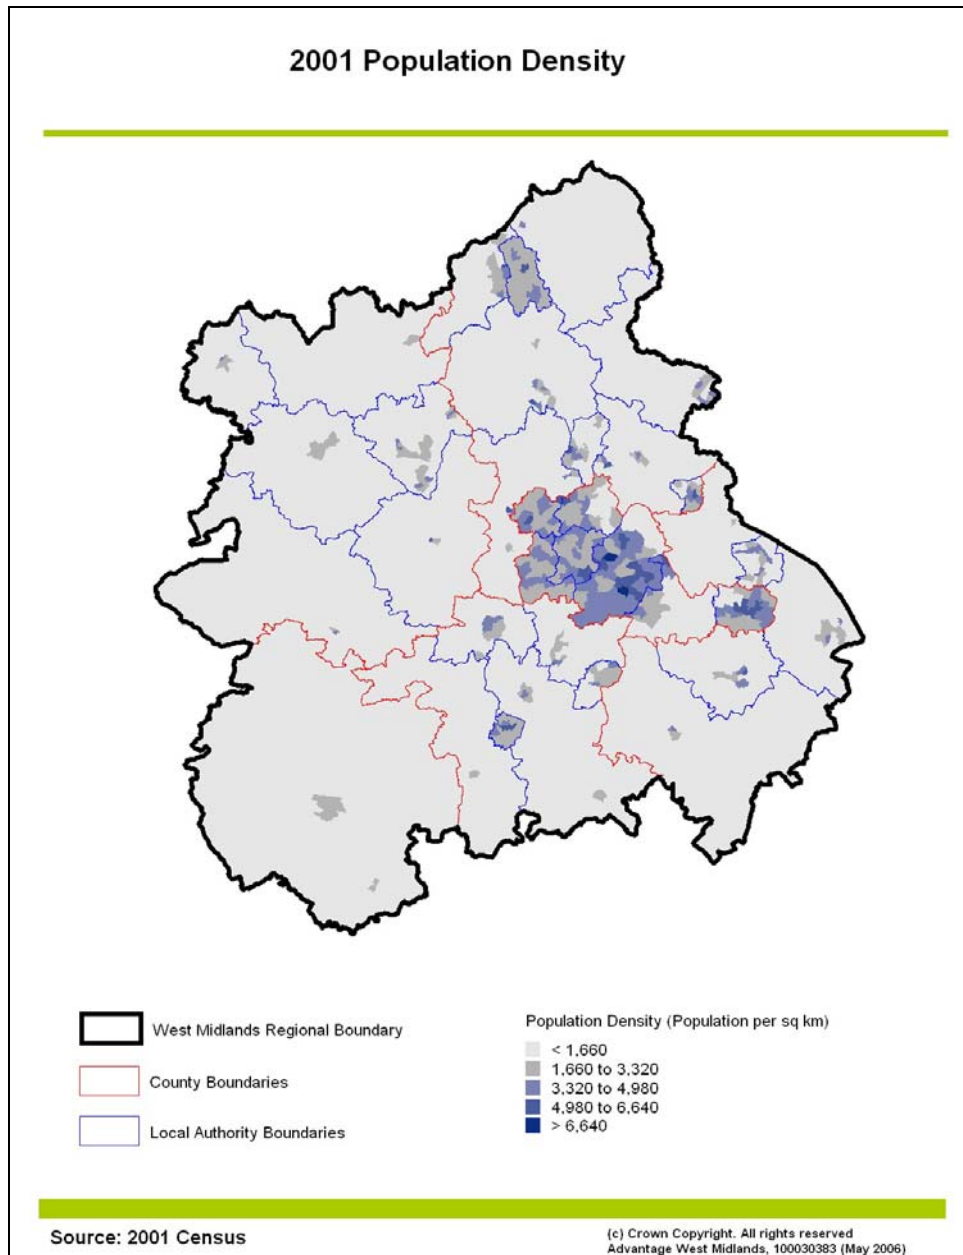 2001 Population Density
West Midlands Regional Boundary
County Boundaries
Local Authority Boundaries
Population Density (Population per sq km)
< 1,660
1,660 to 3,320
3,320 to 4,980
4,980 to 6,640
> 6,640
Source: 2001 Census
(c) Crown Copyright. All rights reserved
Advantage West Midlands, 100030383 (May 2006)